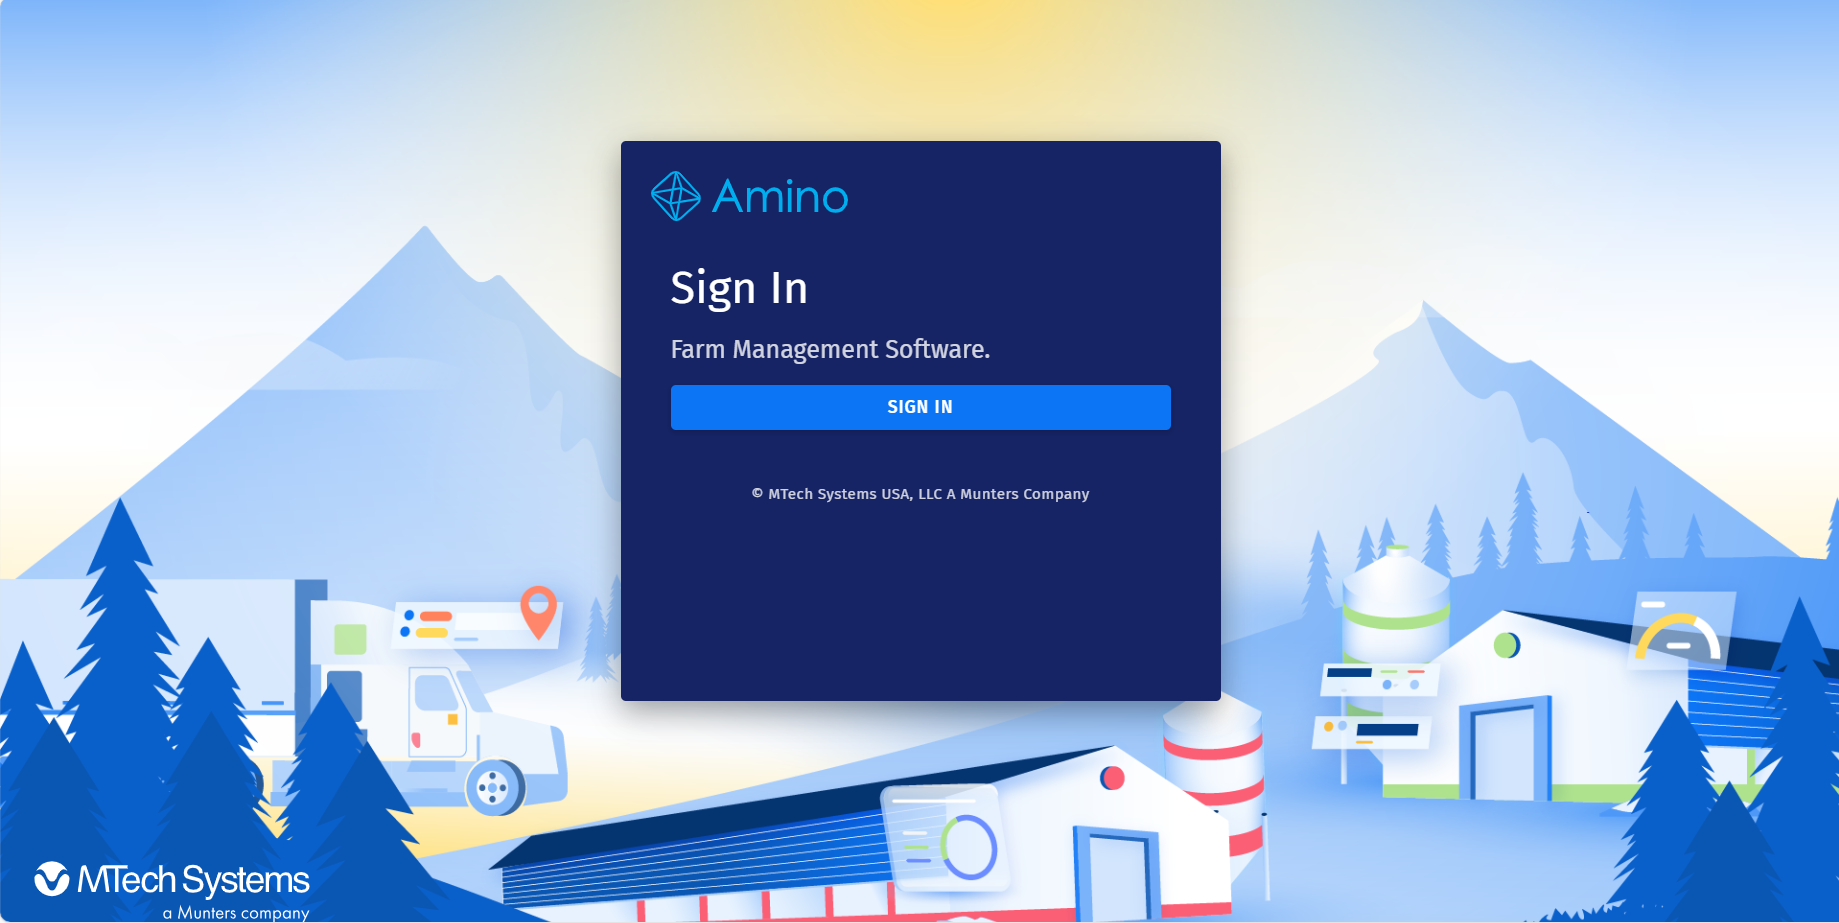 Amino
Sign In
Farm Management Software.
SIGN IN
© MTech Systems USA, LLC A Munters Company
MTech Systems
a Munters company